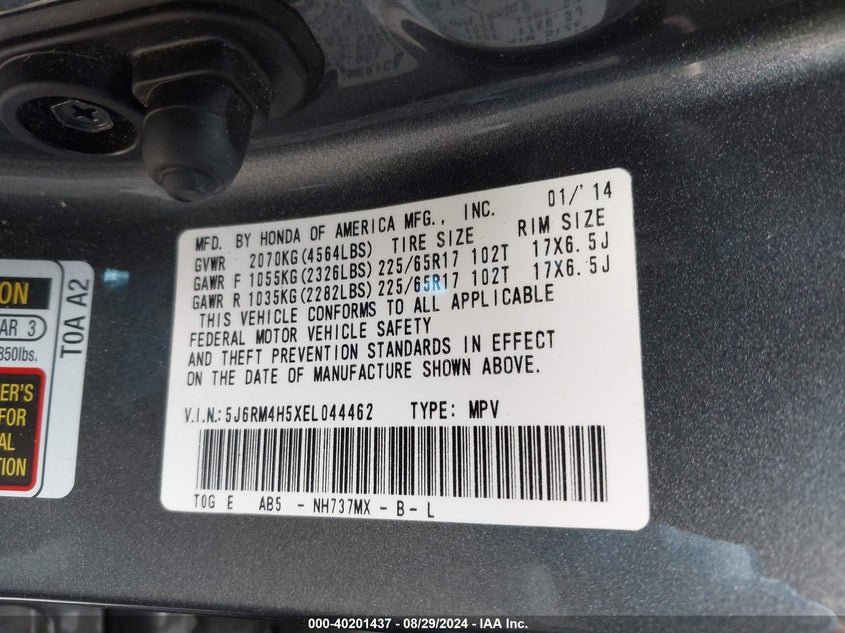 MFD. BY HONDA OF AMERICA MFG., INC. 01/'14
GVWR 2070KG(4564LBS) TIRE SIZE RIM SIZE
GAWR F 1055KG(2326LBS) 225/65R17 102T 17X6.5J
GAWR R 1035KG(2282LBS) 225/65R17 102T 17X6.5J
THIS VEHICLE CONFORMS TO ALL APPLICABLE
FEDERAL MOTOR VEHICLE SAFETY
AND THEFT PREVENTION STANDARDS IN EFFECT
ON THE DATE OF MANUFACTURE SHOWN ABOVE.
V.I.N.: 5J6RM4H5XEL044462 TYPE: MPV
T0G E AB5 - NH737MX - B - L
T0A A2
3
850lbs.
FOR
000-40201437 - 08/29/2024 - IAA Inc.